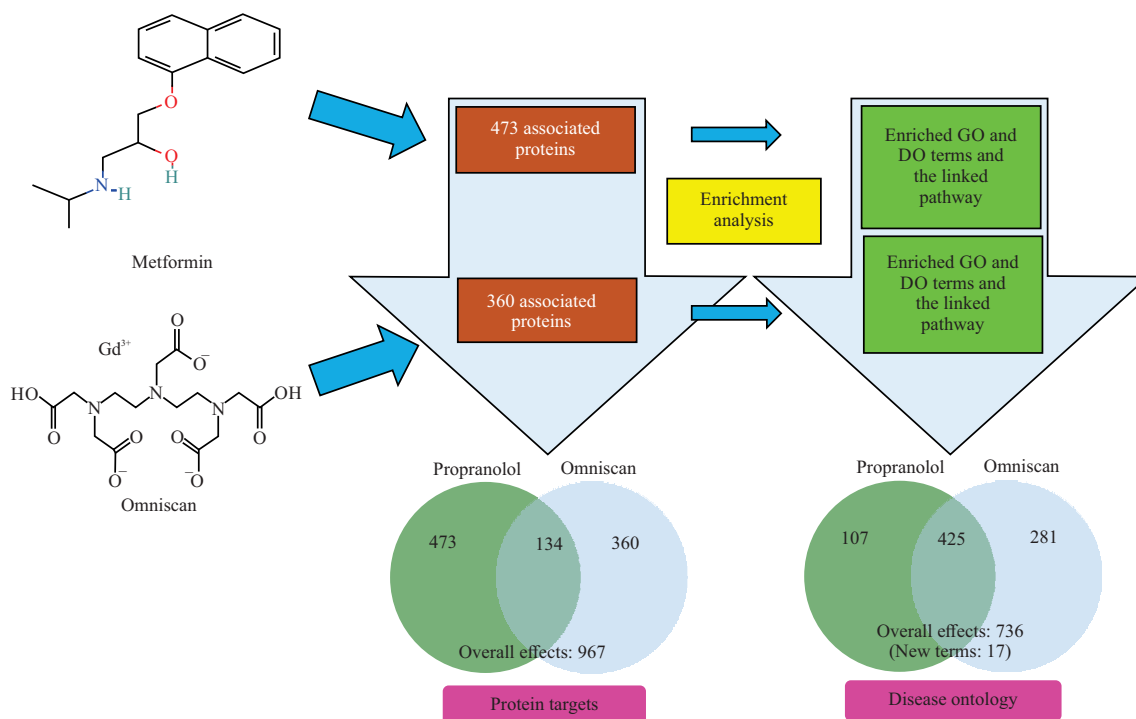 O
O
H
N
H
Metformin
Gd³⁺
O
O⁻
HO
O
N
N
N
OH
O
O
O⁻
O
O⁻
Omniscan
473 associated
proteins
360 associated
proteins
Enrichment
analysis
Enriched GO and
DO terms and
the linked
pathway
Enriched GO and
DO terms and
the linked
pathway
Propranolol
Omniscan
473
134
360
Overall effects: 967
Protein targets
Propranolol
Omniscan
107
425
281
Overall effects: 736
(New terms: 17)
Disease ontology